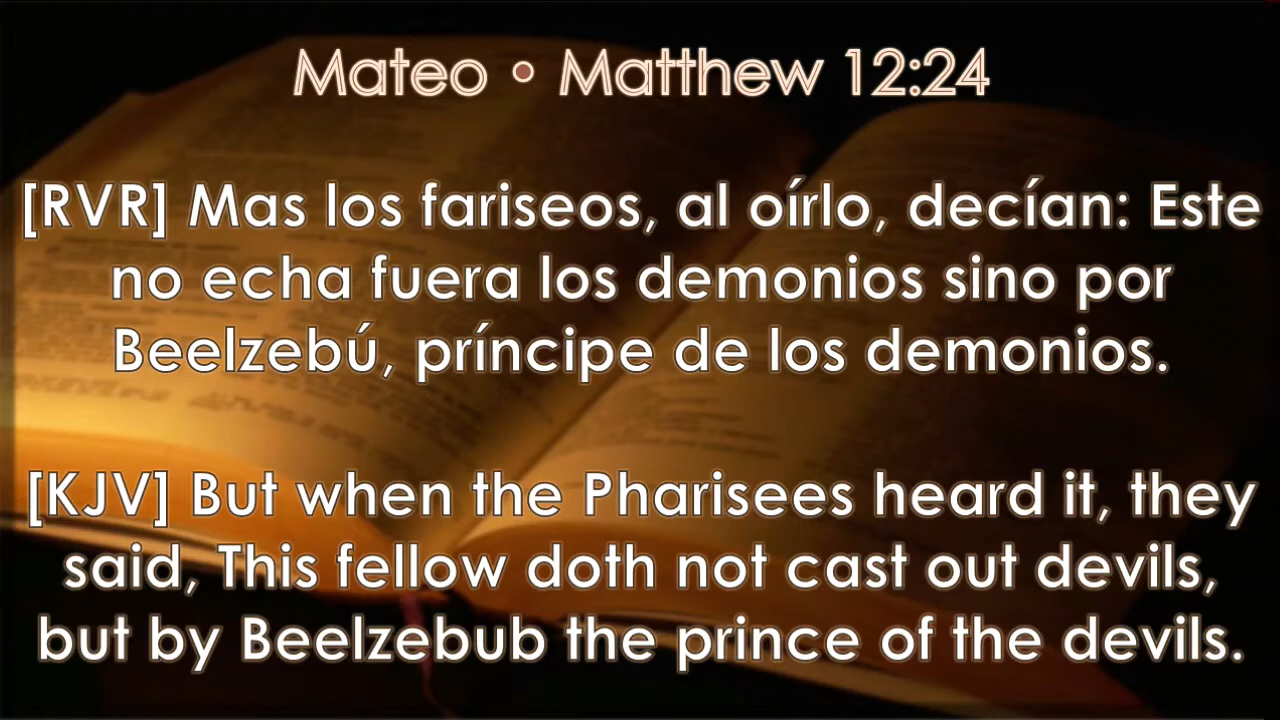 Mateo • Matthew 12:24
[RVR] Mas los fariseos, al oírlo, decían: Este
no echa fuera los demonios sino por
Beelzebú, príncipe de los demonios.
[KJV] But when the Pharisees heard it, they
said, This fellow doth not cast out devils,
but by Beelzebub the prince of the devils.